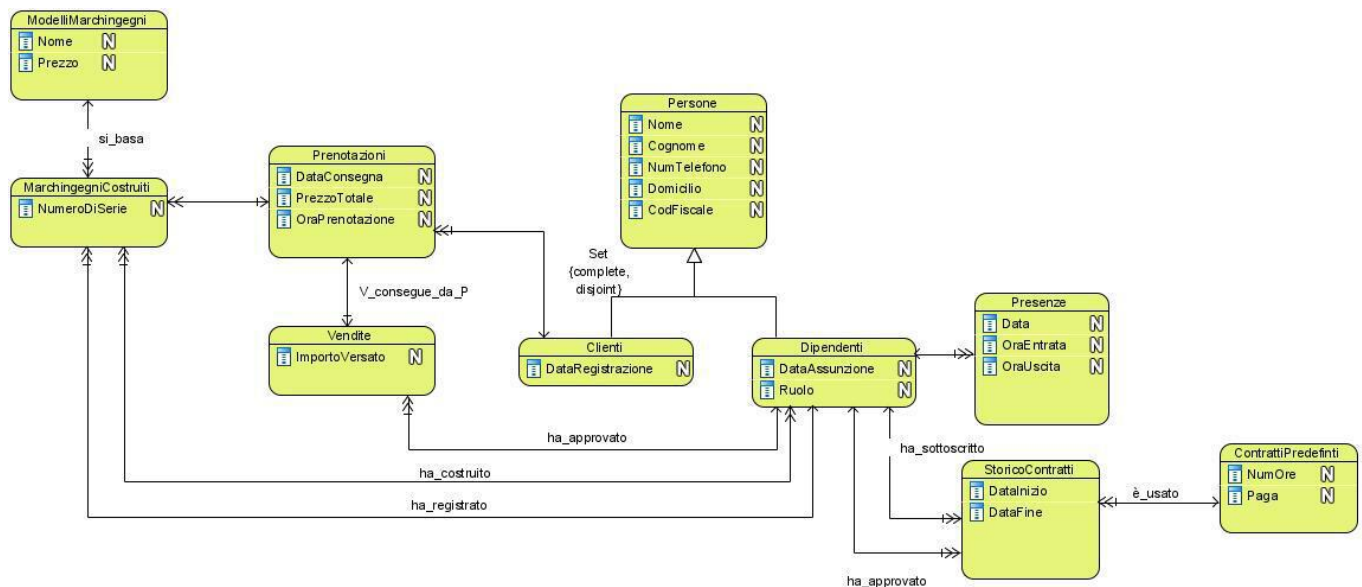 ModelliMarchingegni
Nome N
Prezzo N
si_basa
MarchingegniCostruiti
NumeroDiSerie N
Prenotazioni
DataConsegna N
PrezzoTotale N
OraPrenotazione N
V_consegue_da_P
Vendite
ImportoVersato N
Persone
Nome N
Cognome N
NumTelefono N
Domicilio N
CodFiscale N
Set
{complete,
disjoint}
Clienti
DataRegistrazione N
Dipendenti
DataAssunzione N
Ruolo N
Presenze
Data N
OraEntrata N
OraUscita N
ha_approvato
ha_costruito
ha_registrato
ha_sottoscritto
StoricoContratti
DataInizio N
DataFine N
è_usato
ContrattiPredefinti
NumOre N
Paga N
ha_approvato